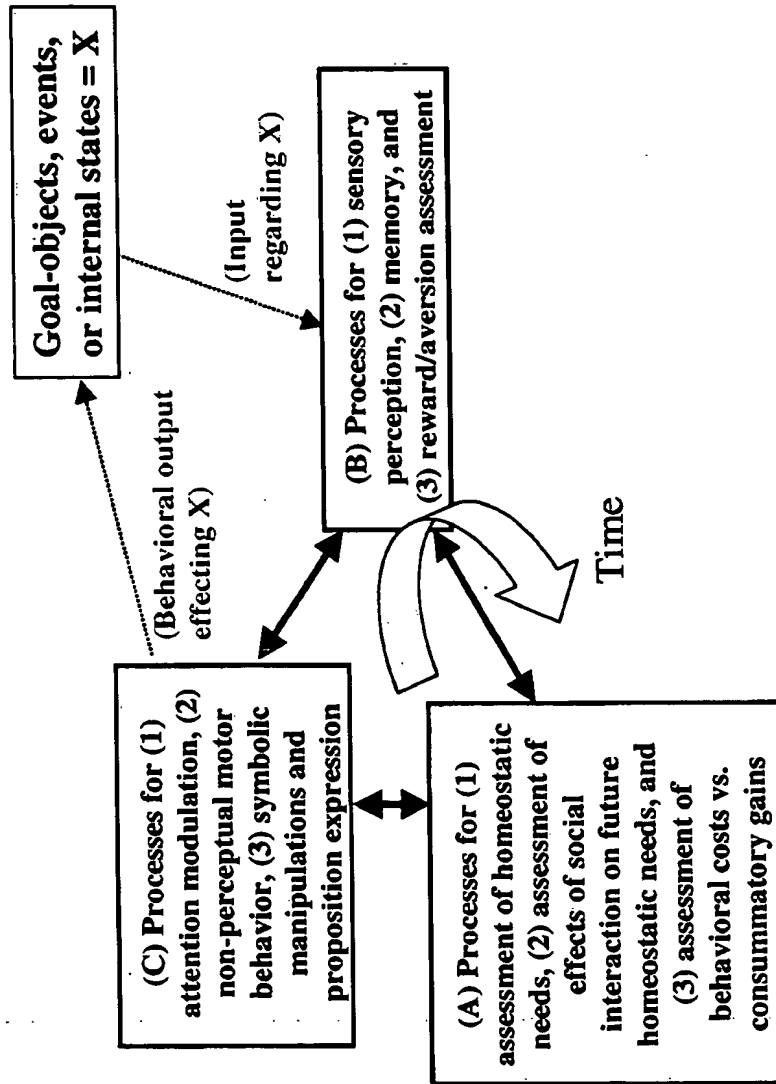 Goal-objects, events,
or internal states = X
(Behavioral output
effecting X)
(Input
regarding X)
(C) Processes for (1)
attention modulation, (2)
non-perceptual motor
behavior, (3) symbolic
manipulations and
proposition expression
(B) Processes for (1) sensory
perception, (2) memory, and
(3) reward/aversion assessment
Time
(A) Processes for (1)
assessment of homeostatic
needs, (2) assessment of
effects of social
interaction on future
homeostatic needs, and
(3) assessment of
behavioral costs vs.
consummatory gains